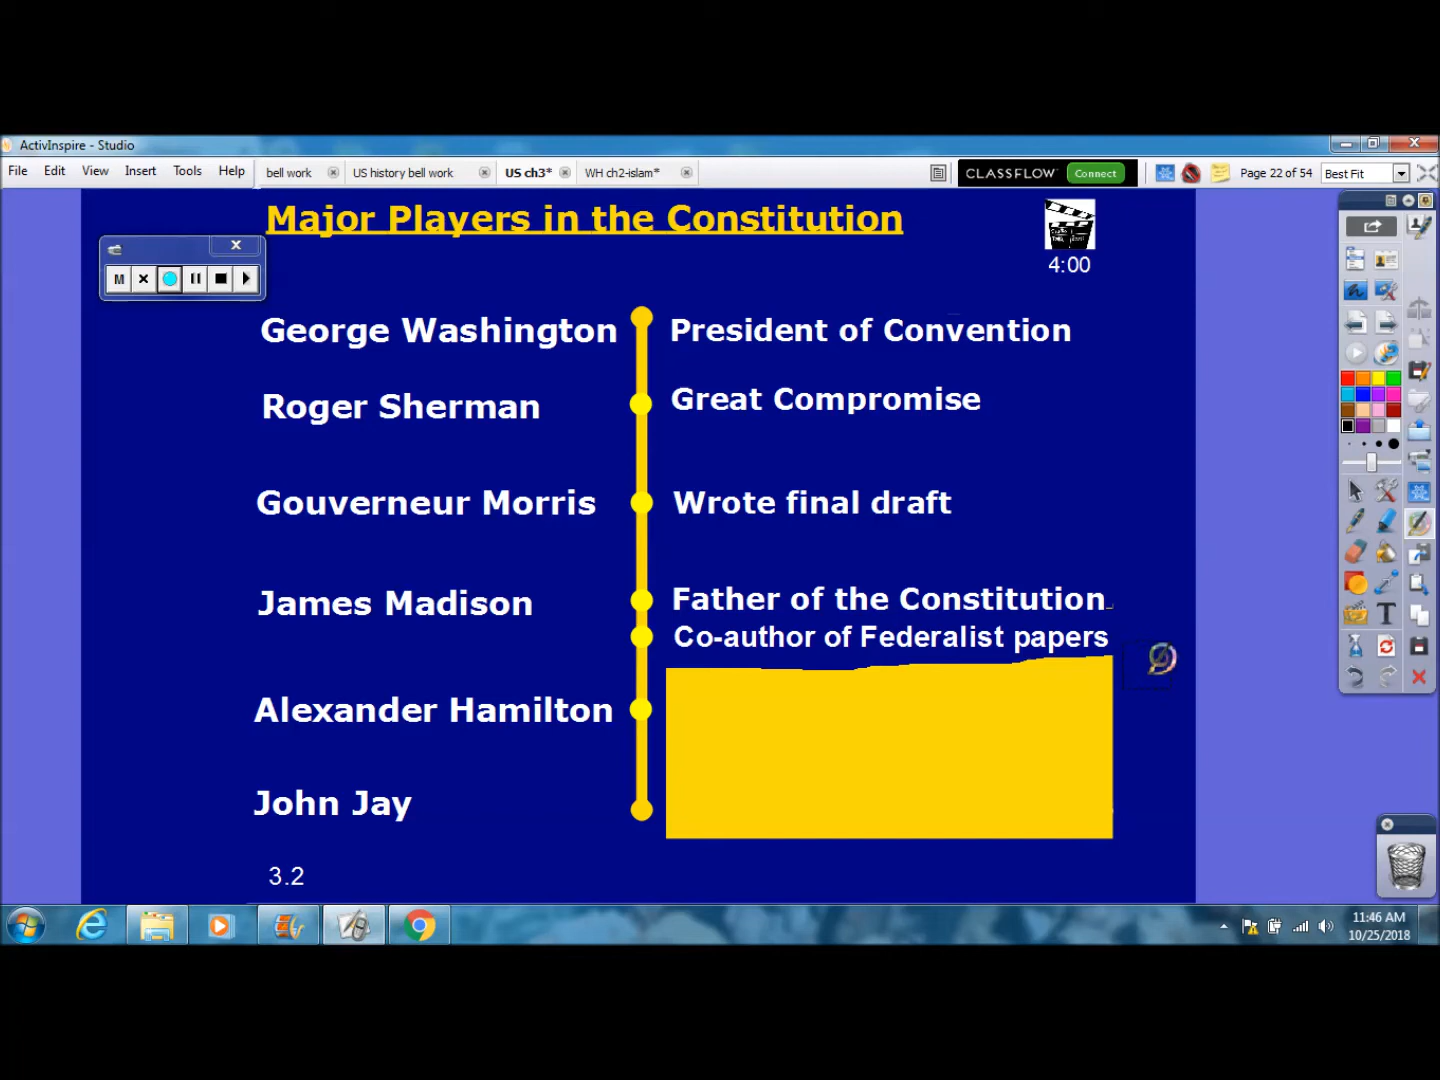 ActivInspire - Studio
File Edit View Insert Tools Help
bell work US history bell work US ch3* WH ch2-islam*
CLASSFLOW Connect
Page 22 of 54 Best Fit
Major Players in the Constitution
4:00
M
George Washington President of Convention
Roger Sherman Great Compromise
Gouverneur Morris Wrote final draft
James Madison Father of the Constitution
Co-author of Federalist papers
Alexander Hamilton
John Jay
3.2
11:46 AM
10/25/2018